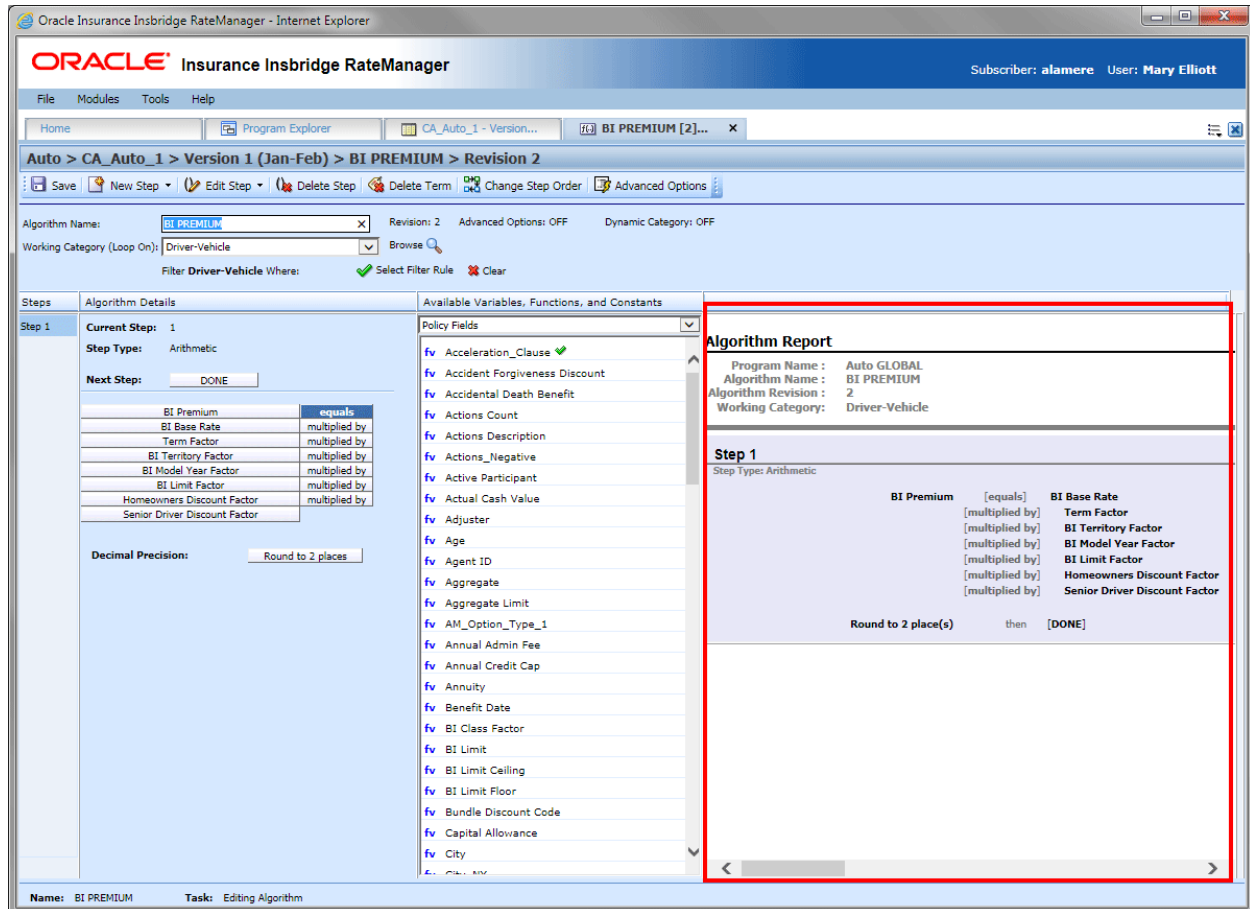 Oracle Insurance Insbridge RateManager - Internet Explorer
ORACLE® Insurance Insbridge RateManager
Subscriber: alamere User: Mary Elliott
File Modules Tools Help
Home Program Explorer CA_Auto_1 - Version... f(x) BI PREMIUM [2]... X
Auto > CA_Auto_1 > Version 1 (Jan-Feb) > BI PREMIUM > Revision 2
Save New Step Edit Step Delete Step Delete Term Change Step Order Advanced Options
Algorithm Name: BI PREMIUM X Revision: 2 Advanced Options: OFF Dynamic Category: OFF
Working Category (Loop On): Driver-Vehicle Browse
Filter Driver-Vehicle Where: Select Filter Rule Clear
Steps Algorithm Details Available Variables, Functions, and Constants
Step 1
Current Step: 1
Step Type: Arithmetic
Next Step: DONE
BI Premium equals
BI Base Rate multiplied by
Term Factor multiplied by
BI Territory Factor multiplied by
BI Model Year Factor multiplied by
BI Limit Factor multiplied by
Homeowners Discount Factor multiplied by
Senior Driver Discount Factor
Decimal Precision: Round to 2 places
Policy Fields
fv Acceleration_Clause
fv Accident Forgiveness Discount
fv Accidental Death Benefit
fv Actions Count
fv Actions Description
fv Actions_Negative
fv Active Participant
fv Actual Cash Value
fv Adjuster
fv Age
fv Agent ID
fv Aggregate
fv Aggregate Limit
fv AM_Option_Type_1
fv Annual Admin Fee
fv Annual Credit Cap
fv Annuity
fv Benefit Date
fv BI Class Factor
fv BI Limit
fv BI Limit Ceiling
fv BI Limit Floor
fv Bundle Discount Code
fv Capital Allowance
fv City
Algorithm Report
Program Name : Auto GLOBAL
Algorithm Name : BI PREMIUM
Algorithm Revision : 2
Working Category: Driver-Vehicle
Step 1
Step Type: Arithmetic
BI Premium [equals] BI Base Rate
[multiplied by] Term Factor
[multiplied by] BI Territory Factor
[multiplied by] BI Model Year Factor
[multiplied by] BI Limit Factor
[multiplied by] Homeowners Discount Factor
[multiplied by] Senior Driver Discount Factor
Round to 2 place(s) then [DONE]
Name: BI PREMIUM Task: Editing Algorithm